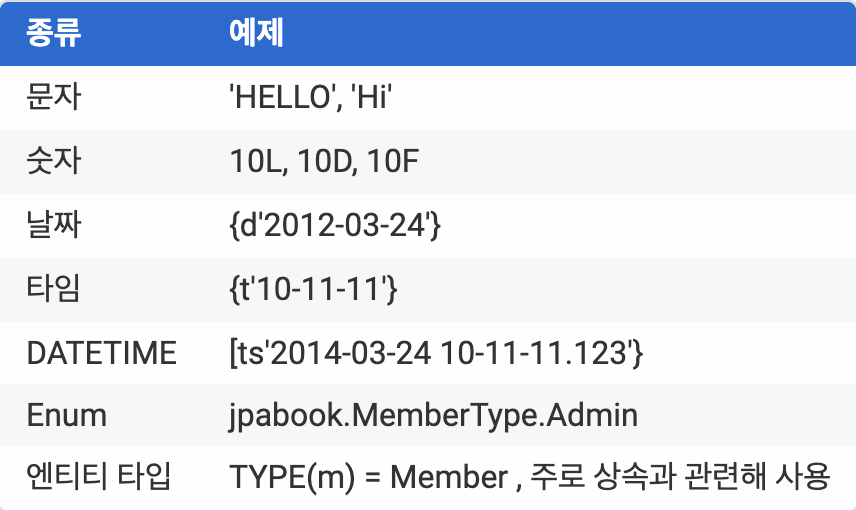 종류 예제
문자 'HELLO', 'Hi'
숫자 10L, 10D, 10F
날짜 {d'2012-03-24'}
타임 {t'10-11-11'}
DATETIME [ts'2014-03-24 10-11-11.123'}
Enum jpabook.MemberType.Admin
엔티티 타입 TYPE(m) = Member , 주로 상속과 관련해 사용